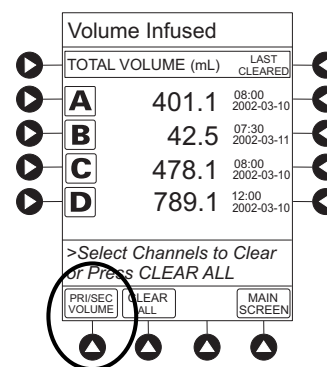 Volume Infused
TOTAL VOLUME (mL) LAST CLEARED
A 401.1 08:00 2002-03-10
B 42.5 07:30 2002-03-11
C 478.1 08:00 2002-03-10
D 789.1 12:00 2002-03-10
>Select Channels to Clear
or Press CLEAR ALL
PRI/SEC VOLUME CLEAR ALL MAIN SCREEN